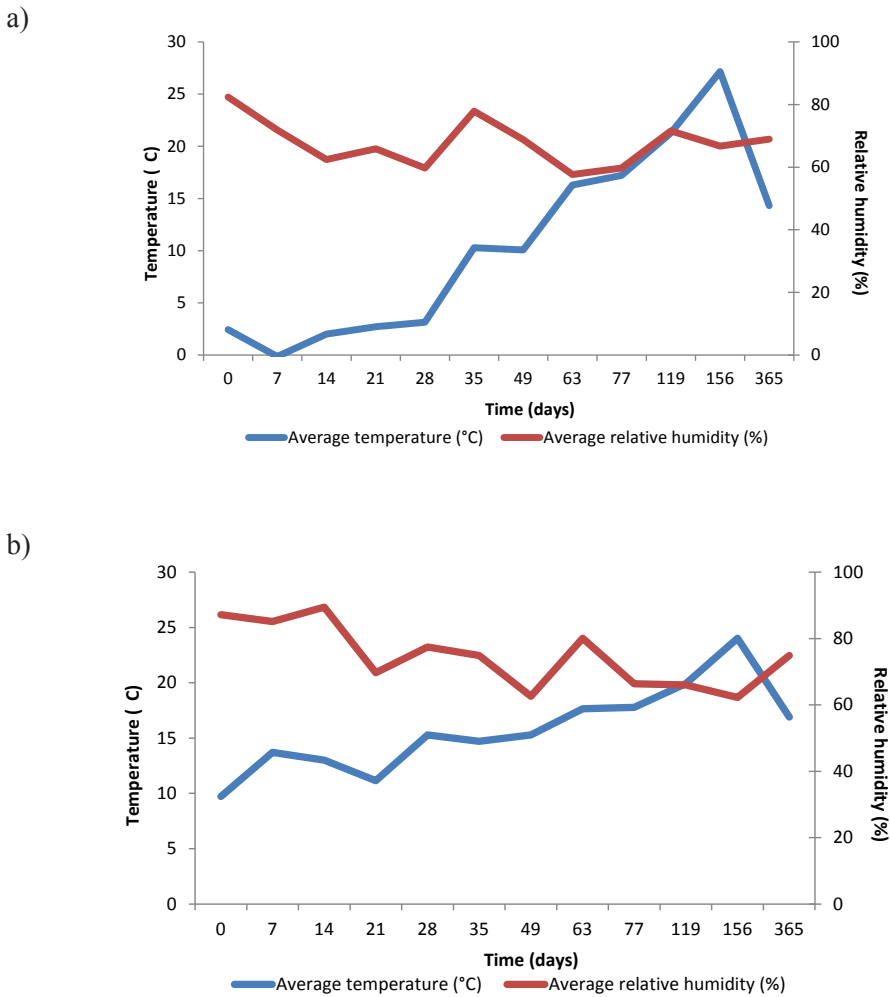 a)
30
25
20
15
10
5
0
Temperature ( C)
100
80
60
40
20
0
Relative humidity (%)
0 7 14 21 28 35 49 63 77 119 156 365
Time (days)
Average temperature (°C) Average relative humidity (%)
b)
30
25
20
15
10
5
0
Temperature ( C)
100
80
60
40
20
0
Relative humidity (%)
0 7 14 21 28 35 49 63 77 119 156 365
Time (days)
Average temperature (°C) Average relative humidity (%)